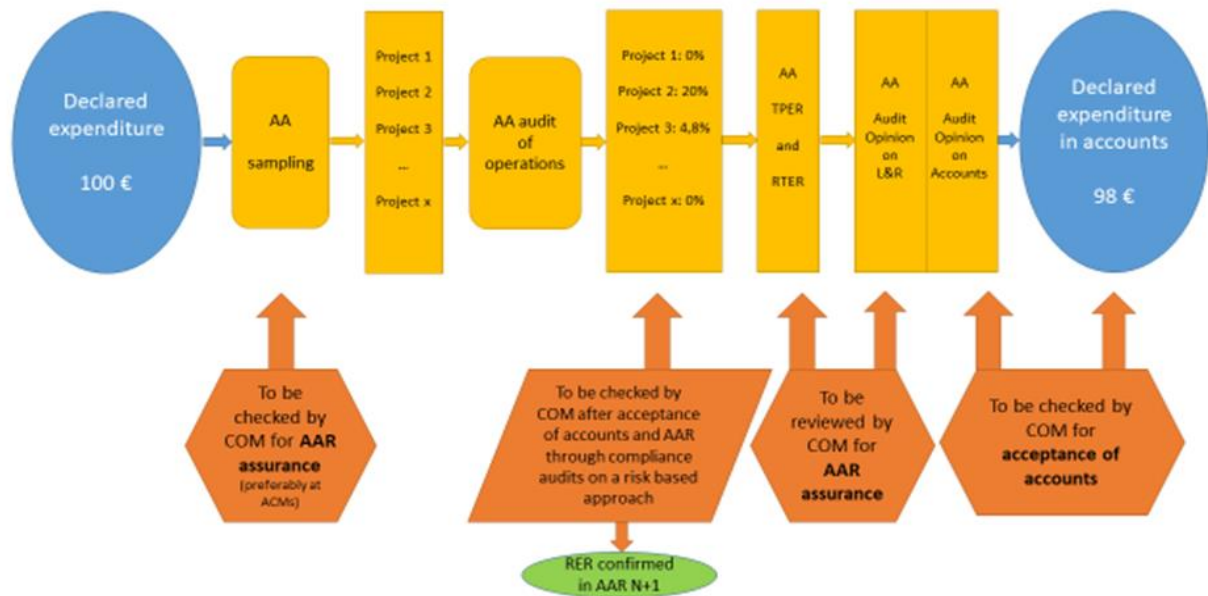 Declared
expenditure
100 €
AA
sampling
Project 1
Project 2
Project 3
...
Project x
AA audit
of
operations
Project 1: 0%
Project 2: 20%
Project 3: 4,8%
...
Project x: 0%
AA
TPER
and
RTER
AA
Audit
Opinion
on
L&R
AA
Audit
Opinion
on
Accounts
Declared
expenditure
in accounts
98 €
To be
checked by
COM for AAR
assurance
(preferably at
ACMs)
To be checked by
COM after acceptance
of accounts and AAR
through compliance
audits on a risk based
approach
To be
reviewed by
COM for
AAR
assurance
To be checked by
COM for
acceptance of
accounts
RER confirmed
in AAR N+1